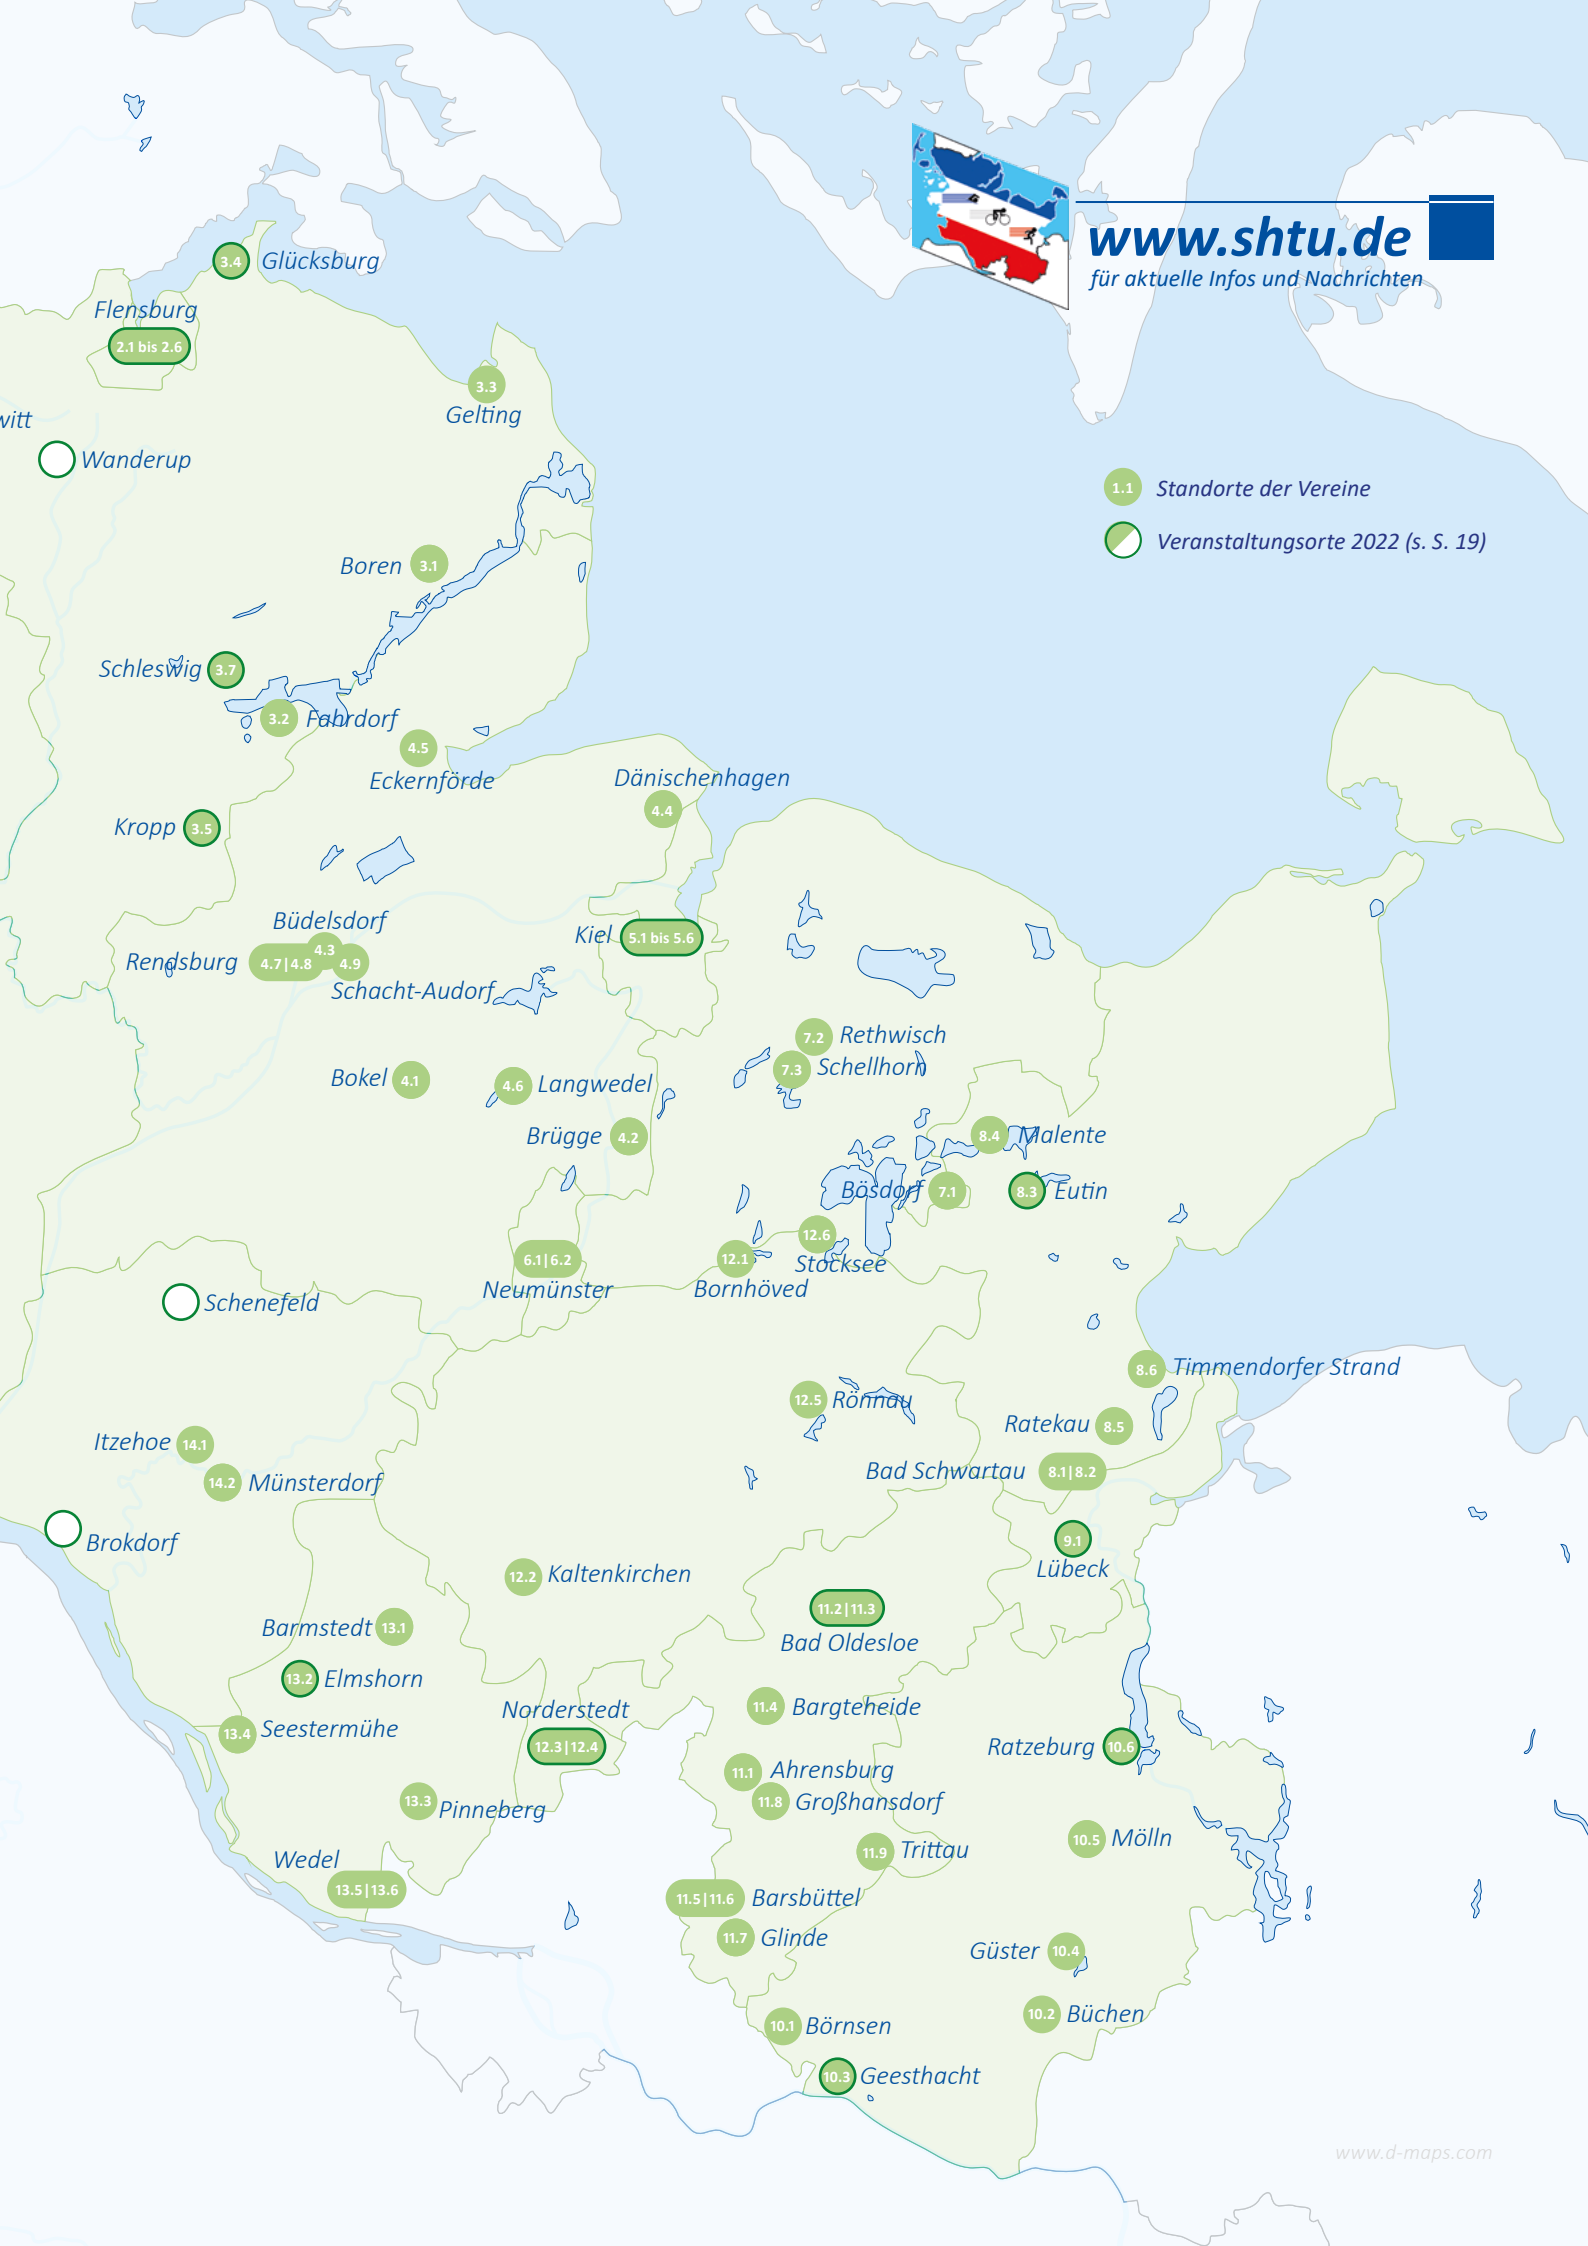 www.shtu.de
für aktuelle Infos und Nachrichten
3.4 Glücksburg
Flensburg
2.1 bis 2.6
3.3
Gelting
witt
Wanderup
1.1 Standorte der Vereine
Veranstaltungsorte 2022 (s. S. 19)
Boren 3.1
Schleswig 3.7
3.2 Fahrdorf
4.5
Eckernförde
Dänischenhagen
4.4
Kropp 3.5
Büdelsdorf
4.3
Kiel 5.1 bis 5.6
Rendsburg 4.7|4.8 4.9
Schacht-Audorf
7.2 Rethwisch
7.3 Schellhorn
Bokel 4.1
4.6 Langwedel
Brügge 4.2
8.4 Malente
Bösdorf 7.1
8.3 Eutin
12.6
Stocksee
6.1|6.2
Neumünster
12.1
Bornhöved
Schenefeld
8.6 Timmendorfer Strand
12.5 Rönnau
Ratekau 8.5
Itzehoe 14.1
14.2 Münsterdorf
Bad Schwartau 8.1|8.2
Brokdorf
9.1
Lübeck
12.2 Kaltenkirchen
11.2|11.3
Bad Oldesloe
Barmstedt 13.1
13.2 Elmshorn
Norderstedt
12.3|12.4
11.4 Bargteheide
13.4 Seestermühe
Ratzeburg 10.6
11.1 Ahrensburg
11.8 Großhansdorf
13.3 Pinneberg
10.5 Mölln
11.9 Trittau
Wedel
13.5|13.6
11.5|11.6 Barsbüttel
11.7 Glinde
Güster 10.4
10.2 Büchen
10.1 Börnsen
10.3 Geesthacht
www.d-maps.com